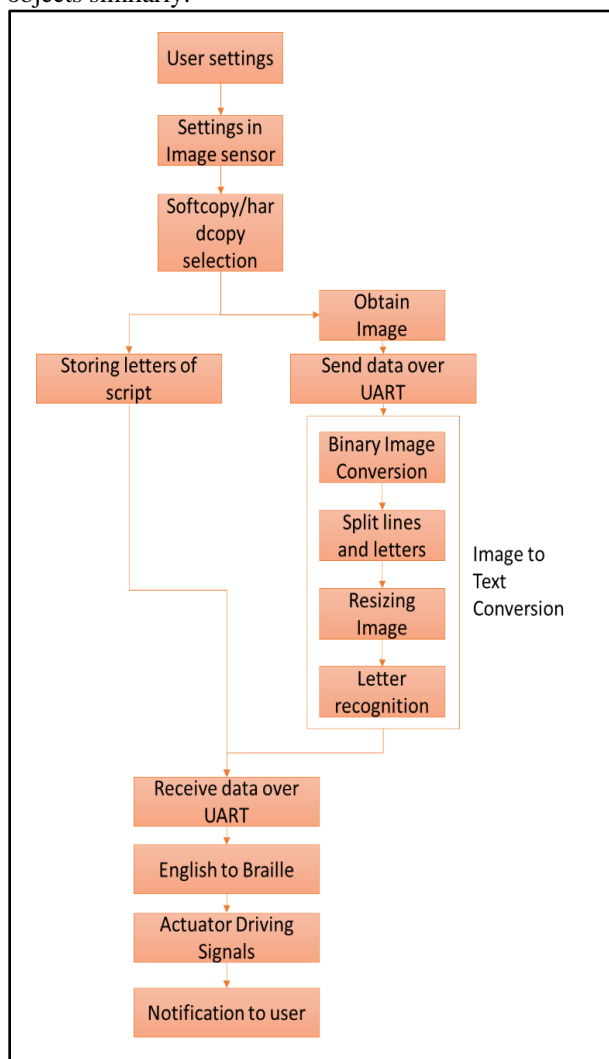 objects similarly.
User settings
Settings in
Image sensor
Softcopy/har
dcopy
selection
Obtain
Image
Storing letters of
script
Send data over
UART
Binary Image
Conversion
Split lines
and letters
Resizing
Image
Letter
recognition
Image to
Text
Conversion
Receive data over
UART
English to Braille
Actuator Driving
Signals
Notification to user